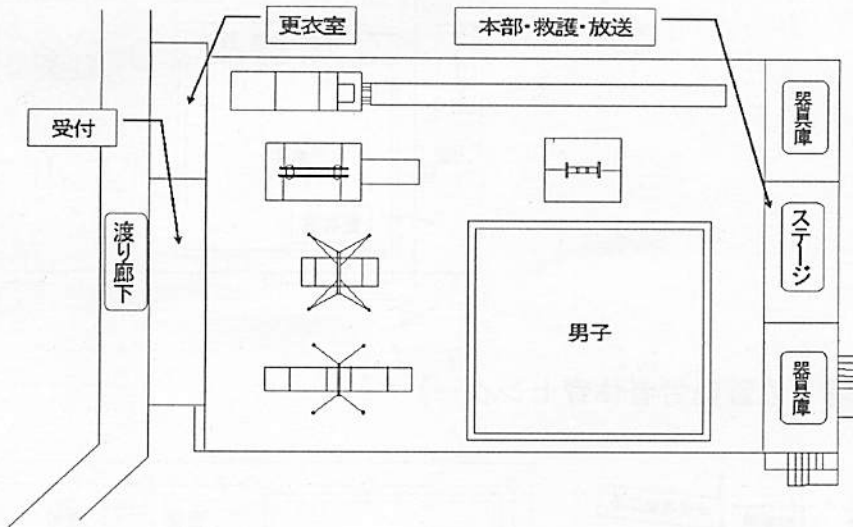 更衣室
本部・救護・放送
受付
器具庫
渡り廊下
ステージ
男子
器具庫